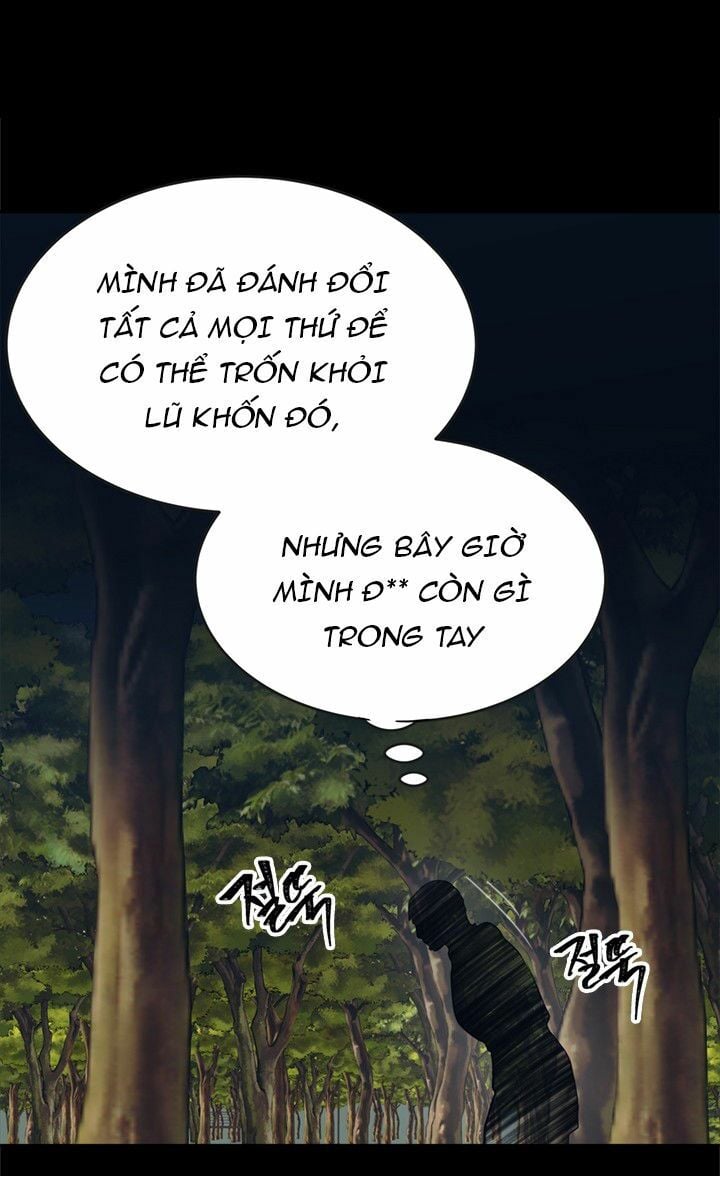 MÌNH ĐÃ ĐÁNH ĐỔI
TẤT CẢ MỌI THỨ ĐỂ
CÓ THỂ TRỐN KHỎI
LŨ KHỐN ĐÓ,
NHƯNG BÂY GIỜ
MÌNH Đ** CÒN GÌ
TRONG TAY
절뚝
절뚝